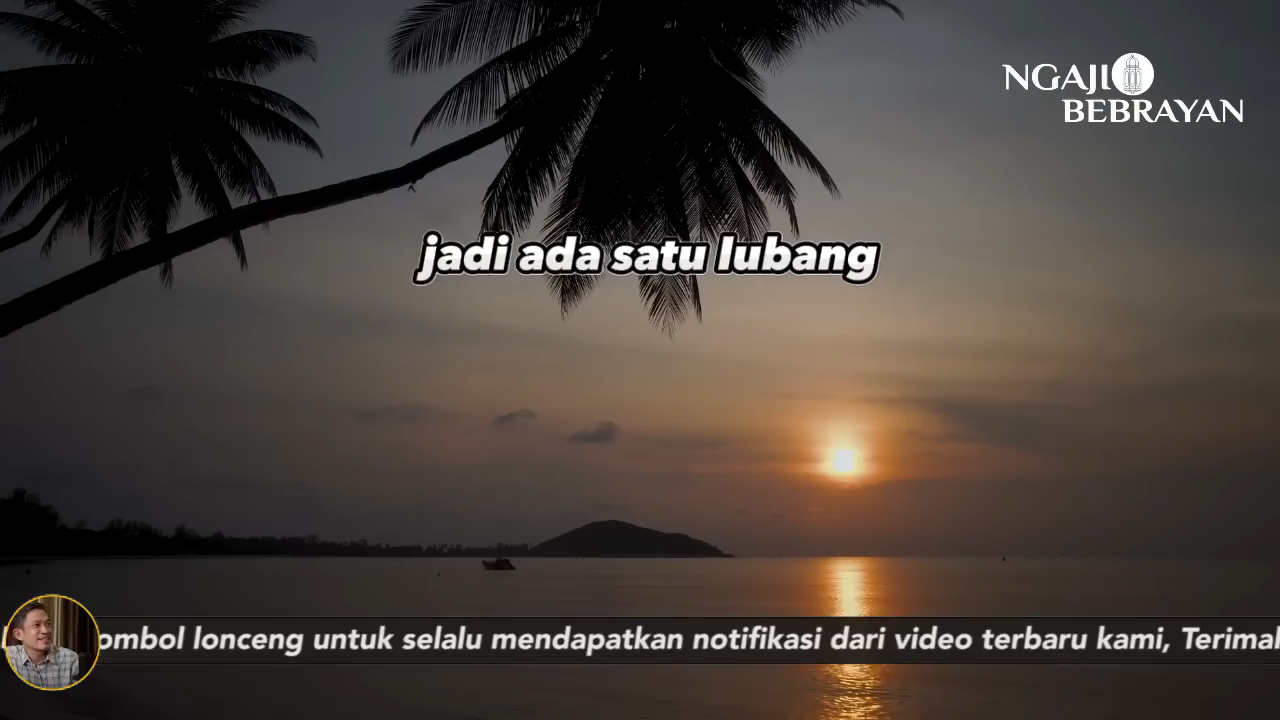 NGAJI
BEBRAYAN
jadi ada satu lubang
ombol lonceng untuk selalu mendapatkan notifikasi dari video terbaru kami, Terimak